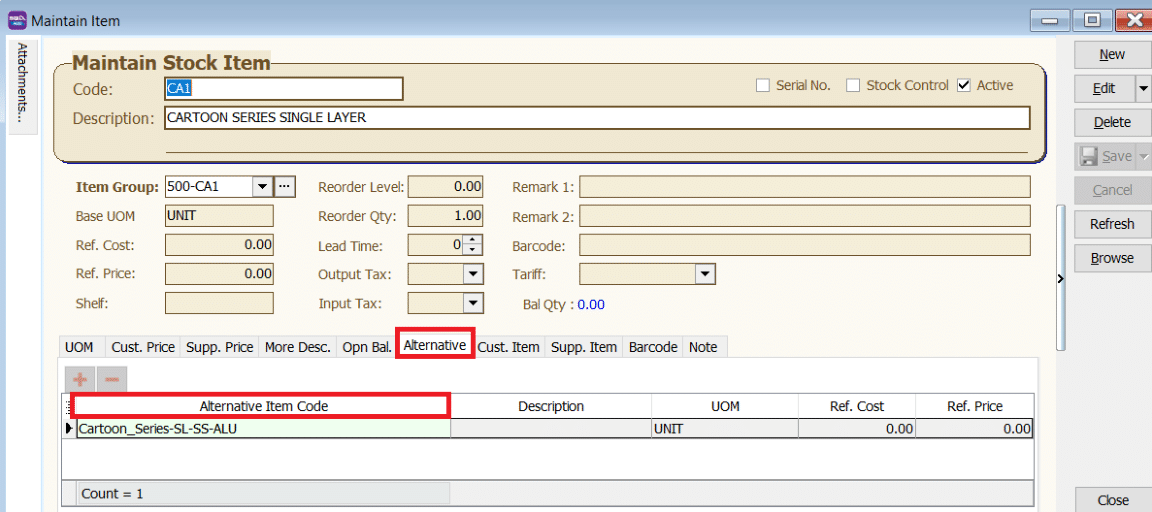 Maintain Item
Attachments...
Maintain Stock Item
Code: CA1 Serial No. Stock Control Active
Description: CARTOON SERIES SINGLE LAYER
Item Group: 500-CA1 ... Reorder Level: 0.00 Remark 1:
Base UOM UNIT Reorder Qty: 1.00 Remark 2:
Ref. Cost: 0.00 Lead Time: 0 Barcode:
Ref. Price: 0.00 Output Tax: Tariff:
Shelf: Input Tax: Bal Qty : 0.00
UOM Cust. Price Supp. Price More Desc. Opn Bal. Alternative Cust. Item Supp. Item Barcode Note
Alternative Item Code Description UOM Ref. Cost Ref. Price
Cartoon_Series-SL-SS-ALU UNIT 0.00 0.00
Count = 1
New
Edit
Delete
Save
Cancel
Refresh
Browse
Close